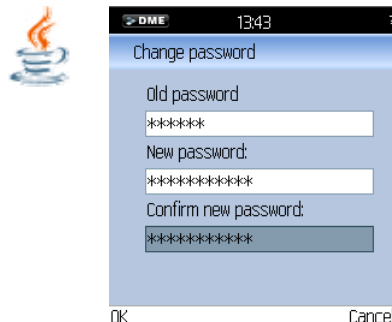 DME 13:43
Change password
Old password
******
New password:
***********
Confirm new password:
***********
OK Cance